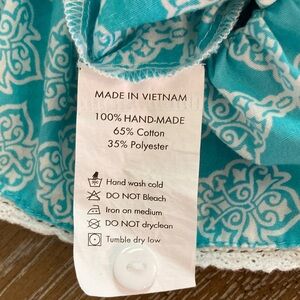 MADE IN VIETNAM
100% HAND-MADE
65% Cotton
35% Polyester
Hand wash cold
DO NOT Bleach
Iron on medium
DO NOT dryclean
Tumble dry low